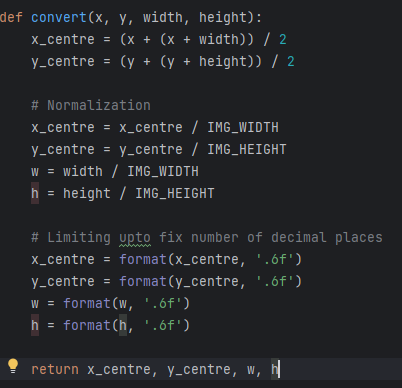 def convert(x, y, width, height):
    x_centre = (x + (x + width)) / 2
    y_centre = (y + (y + height)) / 2

    # Normalization
    x_centre = x_centre / IMG_WIDTH
    y_centre = y_centre / IMG_HEIGHT
    w = width / IMG_WIDTH
    h = height / IMG_HEIGHT

    # Limiting upto fix number of decimal places
    x_centre = format(x_centre, '.6f')
    y_centre = format(y_centre, '.6f')
    w = format(w, '.6f')
    h = format(h, '.6f')

    return x_centre, y_centre, w, h